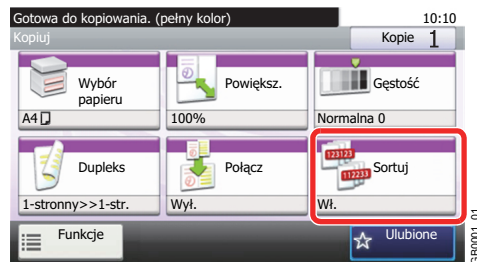 Gotowa do kopiowania. (pełny kolor) 10:10
Kopiuj Kopie 1
Wybór papieru
A4
Powiększ.
100%
Gęstość
Normalna 0
Dupleks
1-stronny>>1-str.
Połącz
Wył.
123123
112233
Sortuj
Wł.
Funkcje
Ulubione
GB0001_01